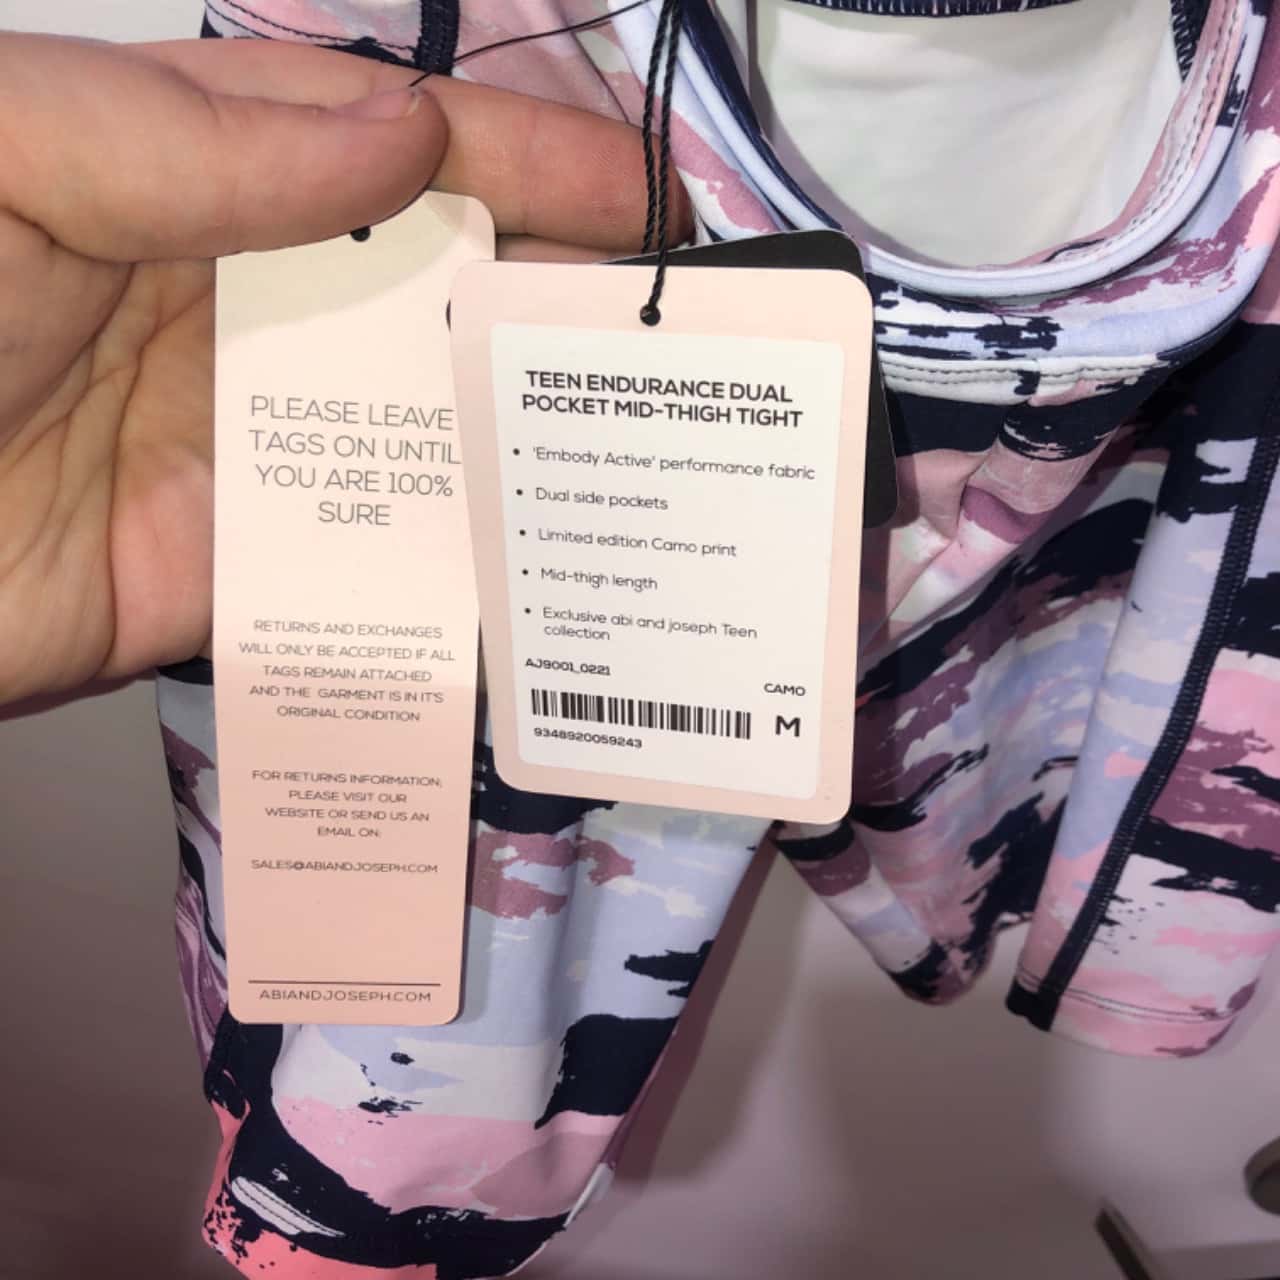 PLEASE LEAVE
TAGS ON UNTIL
YOU ARE 100%
SURE
RETURNS AND EXCHANGES
WILL ONLY BE ACCEPTED IF ALL
TAGS REMAIN ATTACHED
AND THE GARMENT IS IN IT'S
ORIGINAL CONDITION
FOR RETURNS INFORMATION,
PLEASE VISIT OUR
WEBSITE OR SEND US AN
EMAIL ON:
SALES@ABIANDJOSEPH.COM
ABIANDJOSEPH.COM
TEEN ENDURANCE DUAL
POCKET MID-THIGH TIGHT
• 'Embody Active' performance fabric
• Dual side pockets
• Limited edition Camo print
• Mid-thigh length
• Exclusive abi and joseph Teen
collection
AJ9001_0221
CAMO
M
9348920059243